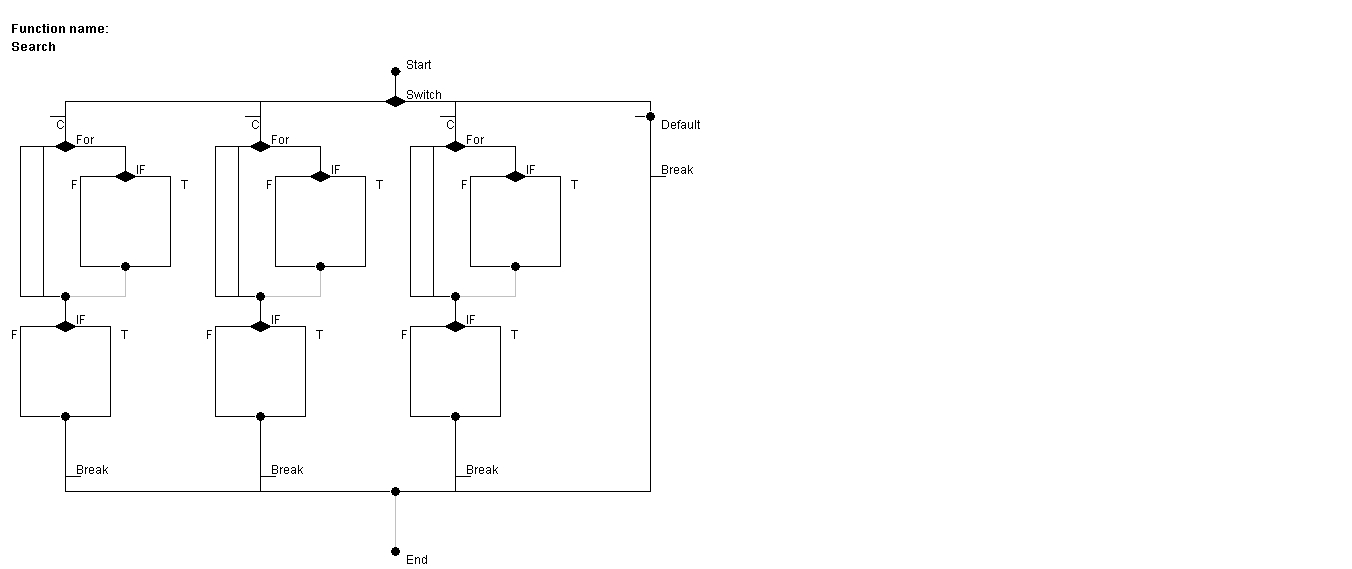 Function name:
Search
Start
Switch
C
C
C
Default
For
For
For
IF
IF
IF
Break
F
T
F
T
F
T
IF
IF
IF
F
T
F
T
F
T
Break
Break
Break
End